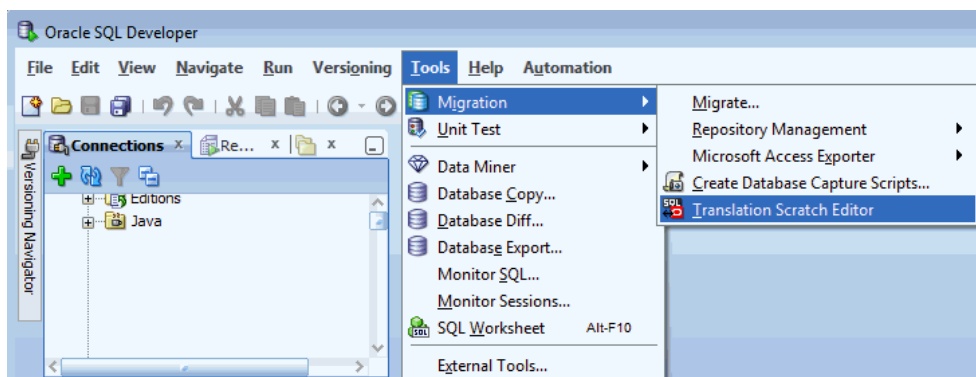 Oracle SQL Developer
File Edit View Navigate Run Versioning Tools Help Automation
Versioning Navigator
Connections x Re... x x
Editions
Java
Migration
Unit Test
Data Miner
Database Copy...
Database Diff...
Database Export...
Monitor SQL...
Monitor Sessions...
SQL Worksheet Alt-F10
External Tools...
Migrate...
Repository Management
Microsoft Access Exporter
Create Database Capture Scripts...
SQL Translation Scratch Editor